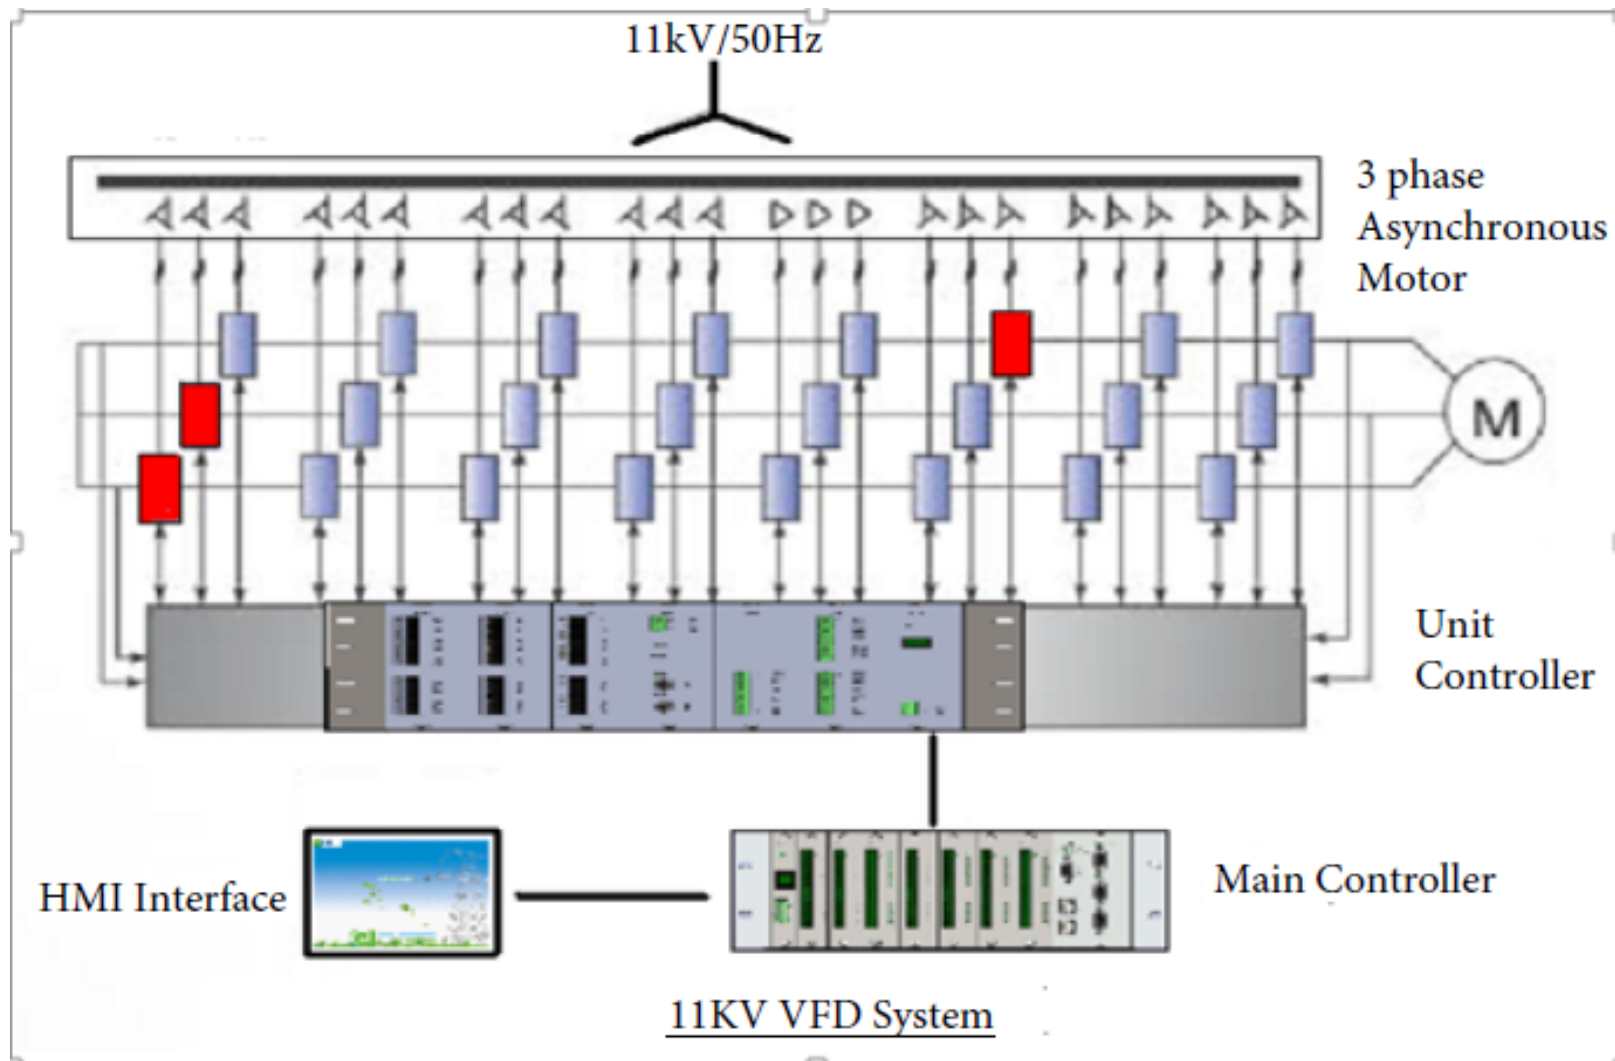 11kV/50Hz
3 phase
Asynchronous
Motor
M
Unit
Controller
HMI Interface
Main Controller
11KV VFD System